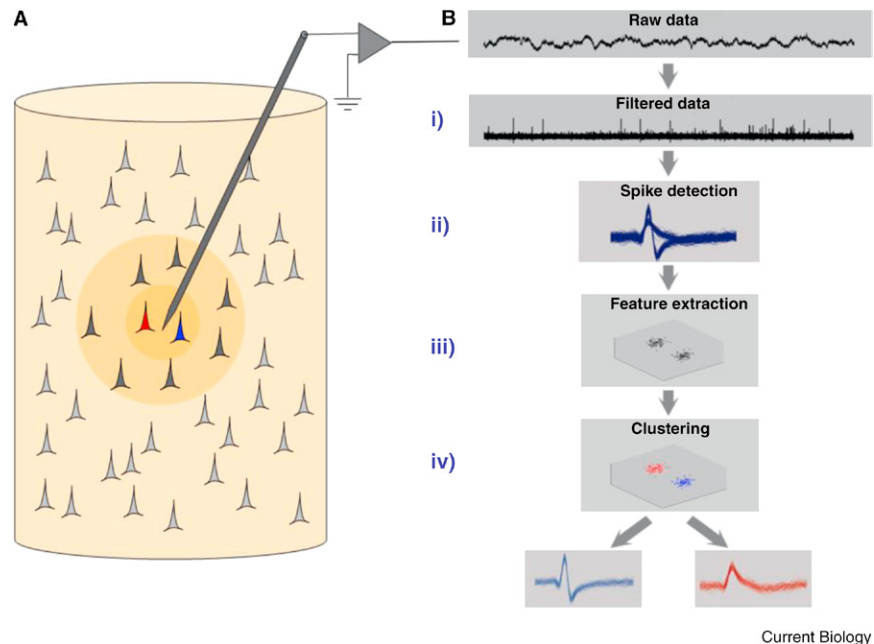 A
B
Raw data
i)
Filtered data
ii)
Spike detection
iii)
Feature extraction
iv)
Clustering
Current Biology